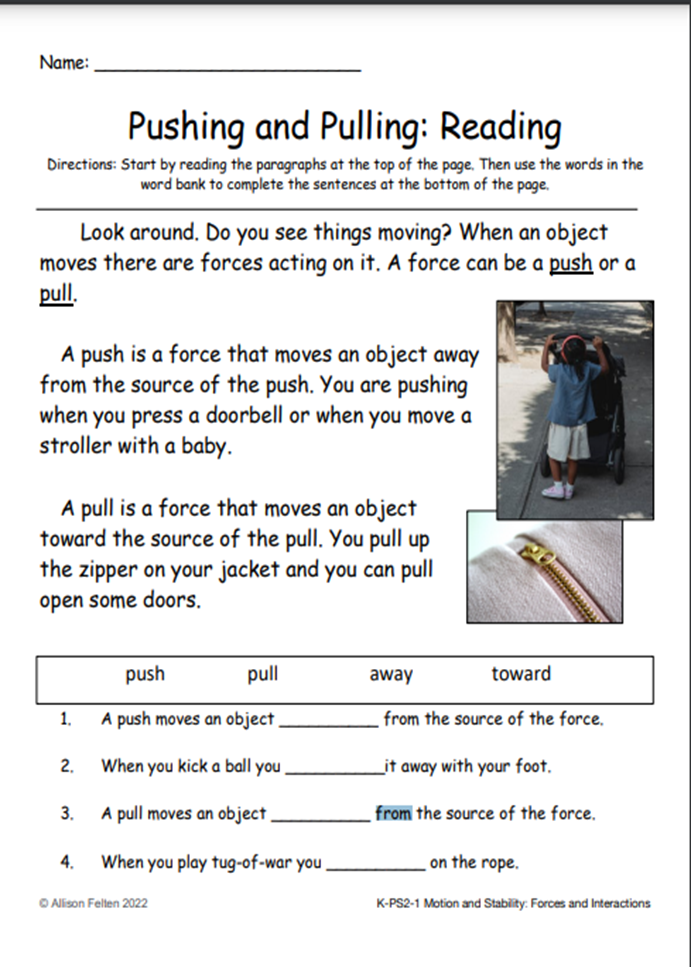 Name: ___________________________
Pushing and Pulling: Reading
Directions: Start by reading the paragraphs at the top of the page. Then use the words in the
word bank to complete the sentences at the bottom of the page.
Look around. Do you see things moving? When an object
moves there are forces acting on it. A force can be a push or a
pull.
A push is a force that moves an object away
from the source of the push. You are pushing
when you press a doorbell or when you move a
stroller with a baby.
A pull is a force that moves an object
toward the source of the pull. You pull up
the zipper on your jacket and you can pull
open some doors.
push pull away toward
1. A push moves an object __________ from the source of the force.
2. When you kick a ball you __________it away with your foot.
3. A pull moves an object __________ from the source of the force.
4. When you play tug-of-war you __________ on the rope.
© Allison Felten 2022 K-PS2-1 Motion and Stability: Forces and Interactions